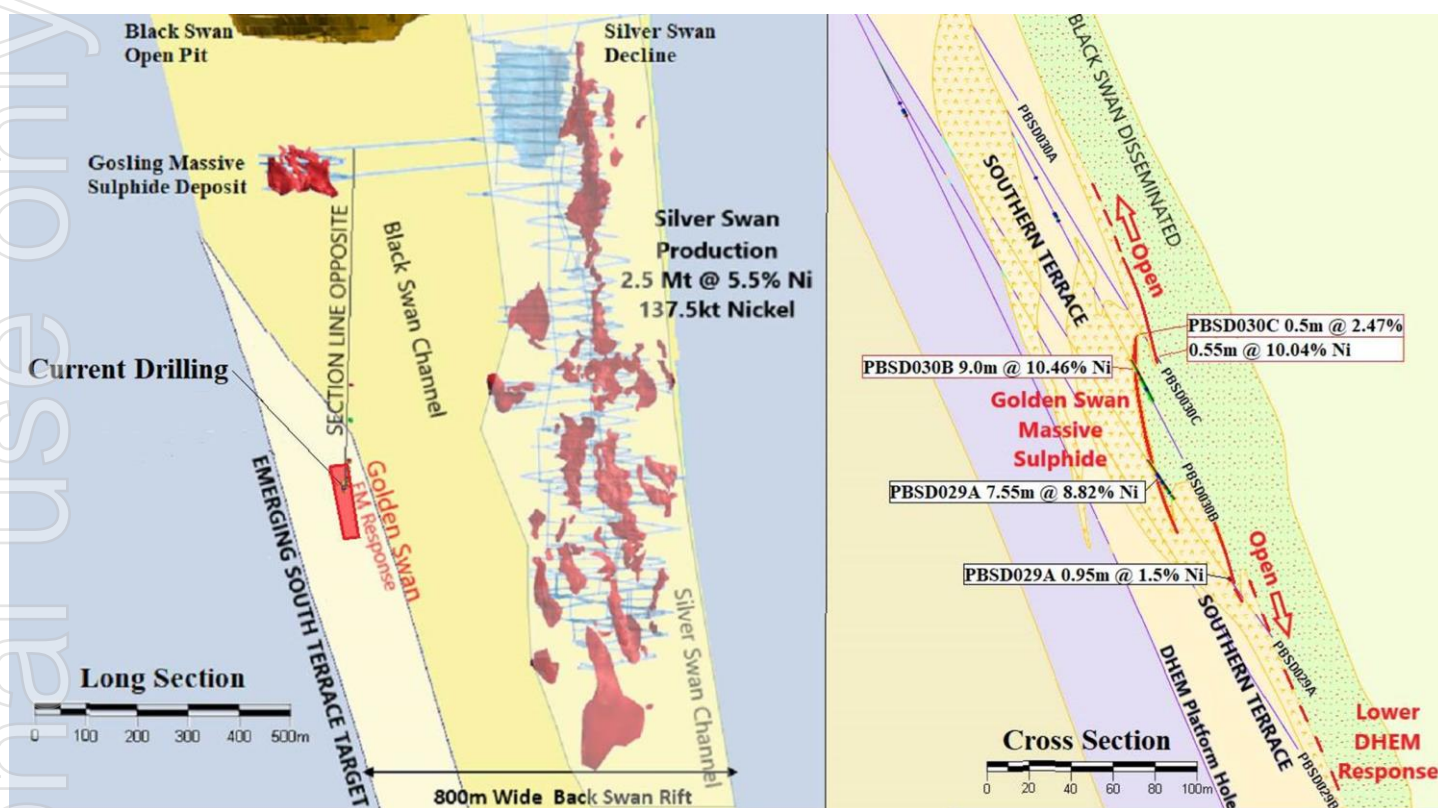 Black Swan
Open Pit
Silver Swan
Decline
Gosling Massive
Sulphide Deposit
SECTION LINE OPPOSITE
Black Swan Channel
Silver Swan
Production
2.5 Mt @ 5.5% Ni
137.5kt Nickel
Current Drilling
Golden Swan
EM Response
EMERGING SOUTH TERRACE TARGET
Silver Swan Channel
Long Section
0 100 200 300 400 500m
800m Wide Back Swan Rift
BLACK SWAN DISSEMINATED
PBSD030A
SOUTHERN TERRACE
Open
PBSD030C 0.5m @ 2.47%
0.55m @ 10.04% Ni
PBSD030B 9.0m @ 10.46% Ni
PBSD030C
Golden Swan
Massive
Sulphide
PBSD029A 7.55m @ 8.82% Ni
PBSD030B
Open
PBSD029A 0.95m @ 1.5% Ni
SOUTHERN TERRACE
PBSD029A
DHEM Platform Hole
Lower
DHEM
Response
PBSD029B
Cross Section
0 20 40 60 80 100m
onal use only